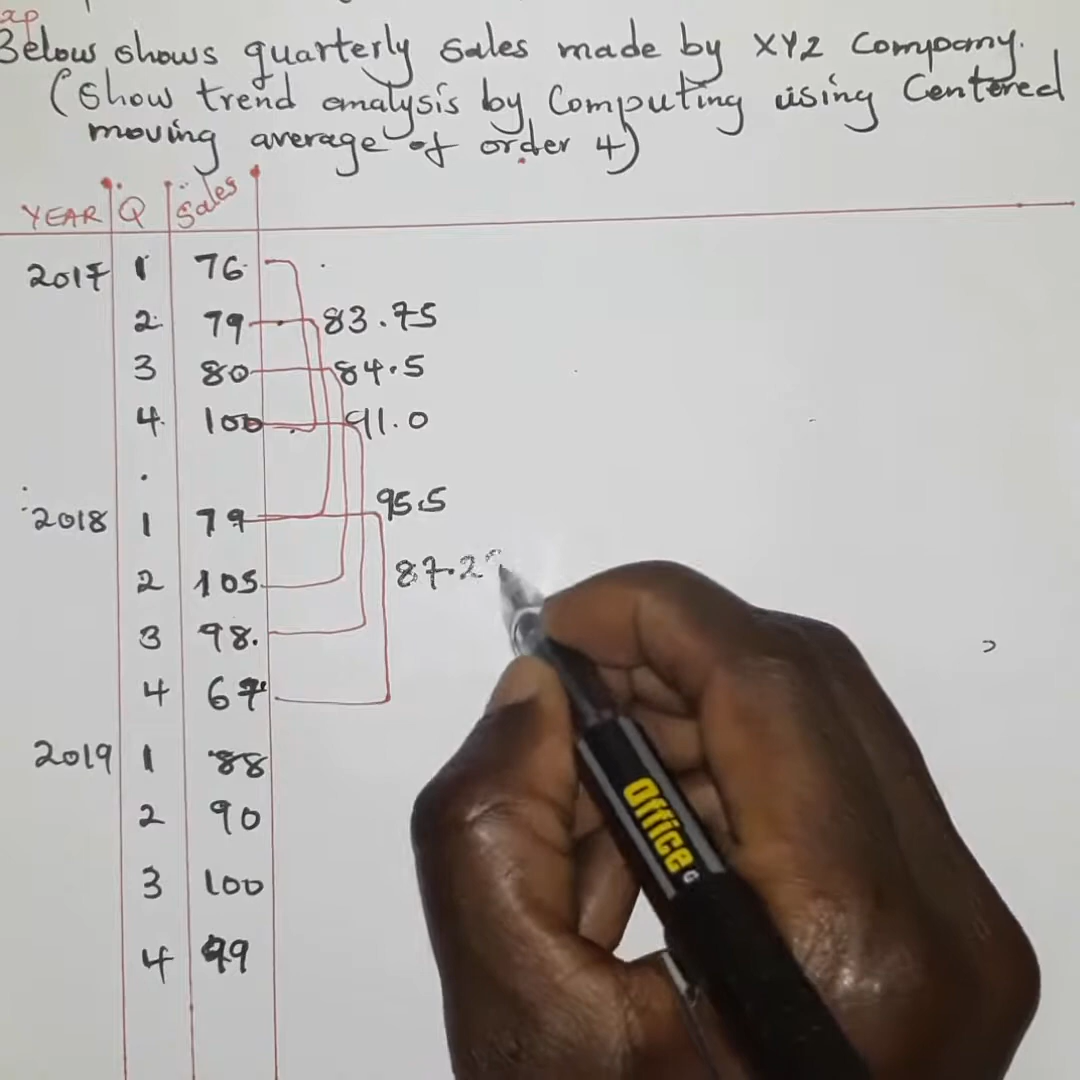 Below shows quarterly sales made by XYZ Company.
(Show trend analysis by Computing using Centered
moving average of order 4)
YEAR Q Sales
2017 1 76
2 79 83.75
3 80 84.5
4 100 91.0
2018 1 79 95.5
2 105 87.2
3 98
4 67
2019 1 88
2 90
3 100
4 99
Office